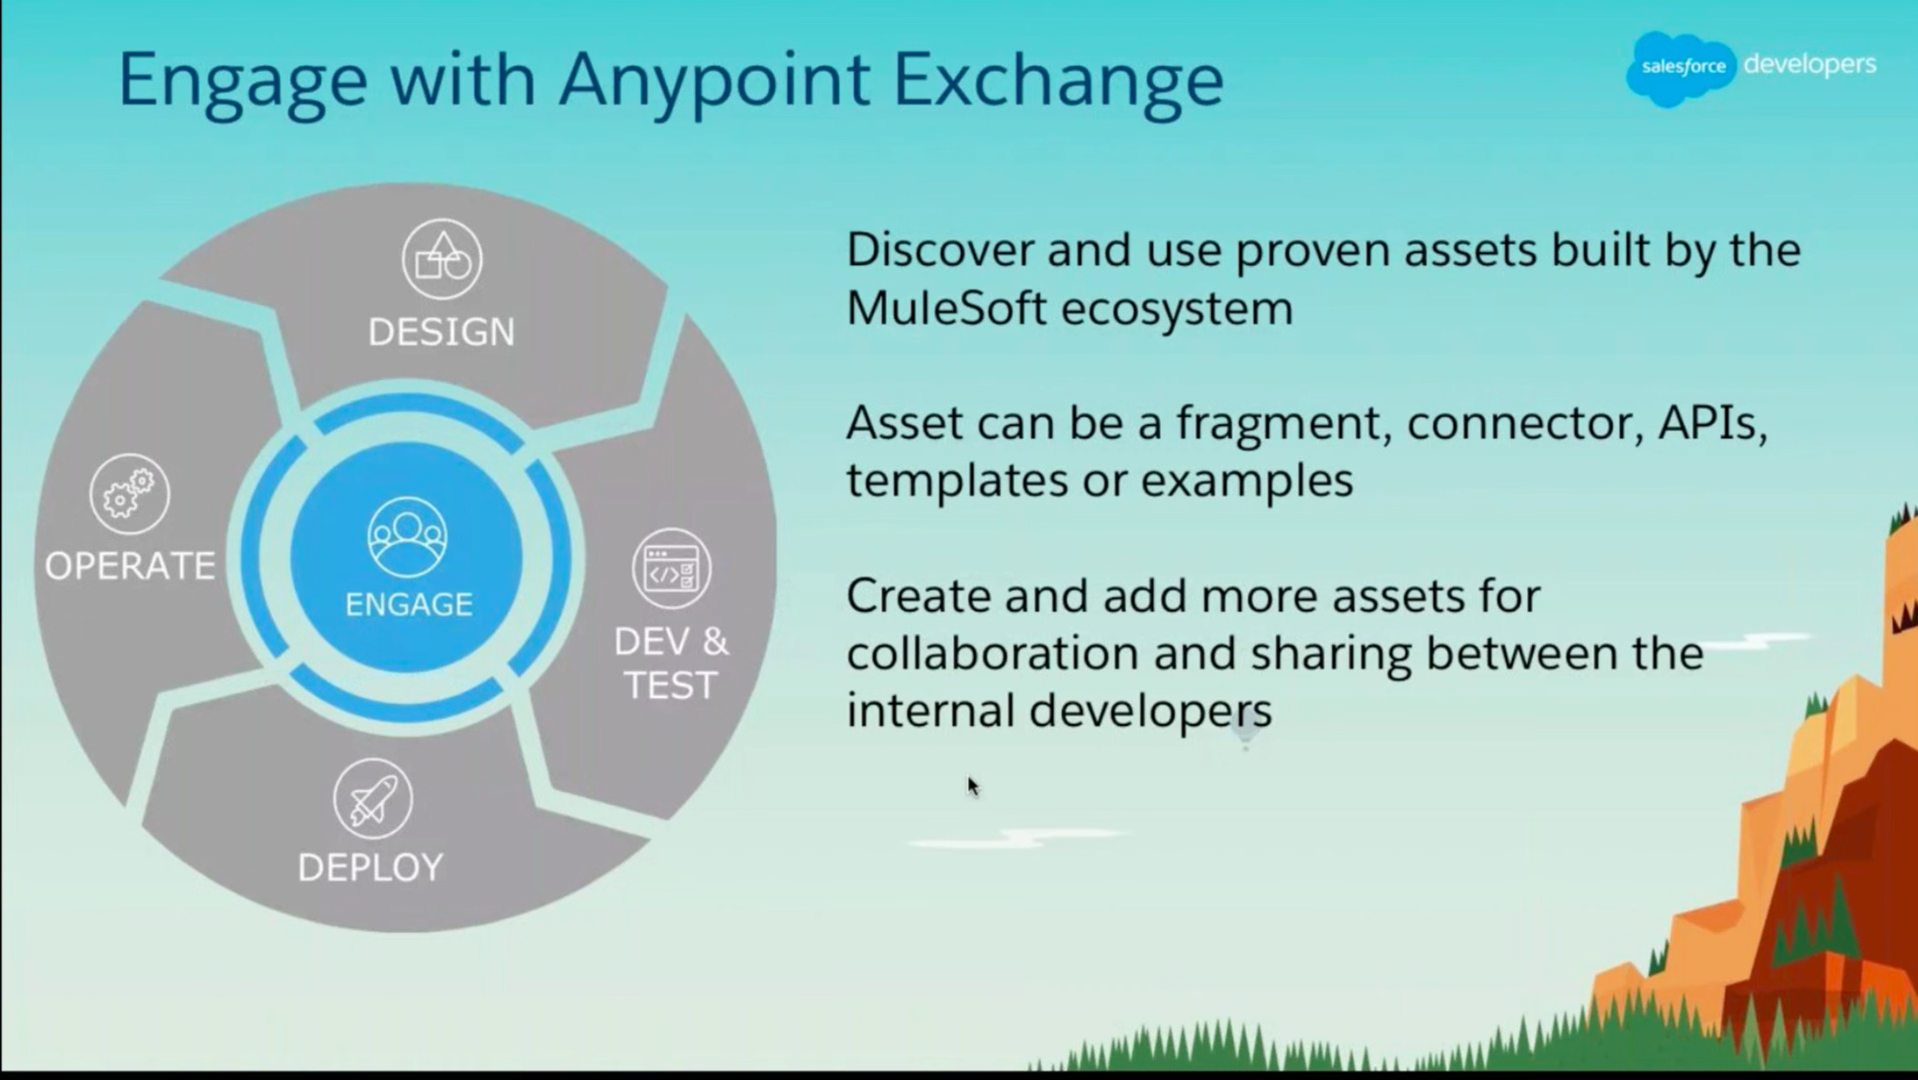 Engage with Anypoint Exchange
salesforce developers
DESIGN
OPERATE
ENGAGE
DEV &
TEST
DEPLOY
Discover and use proven assets built by the
MuleSoft ecosystem
Asset can be a fragment, connector, APIs,
templates or examples
Create and add more assets for
collaboration and sharing between the
internal developers